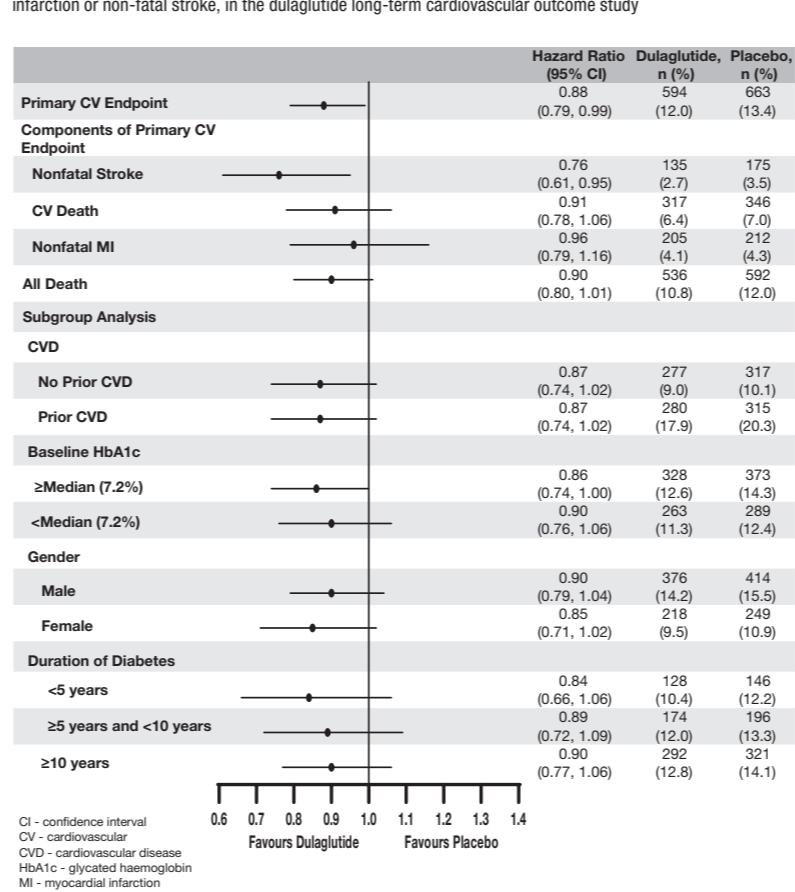 infarction or non-fatal stroke, in the dulaglutide long-term cardiovascular outcome study
Hazard Ratio Dulaglutide, Placebo,
(95% CI) n (%) n (%)
Primary CV Endpoint 0.88 594 663
(0.79, 0.99) (12.0) (13.4)
Components of Primary CV
Endpoint
Nonfatal Stroke 0.76 135 175
(0.61, 0.95) (2.7) (3.5)
CV Death 0.91 317 346
(0.78, 1.06) (6.4) (7.0)
Nonfatal MI 0.96 205 212
(0.79, 1.16) (4.1) (4.3)
All Death 0.90 536 592
(0.80, 1.01) (10.8) (12.0)
Subgroup Analysis
CVD
No Prior CVD 0.87 277 317
(0.74, 1.02) (9.0) (10.1)
Prior CVD 0.87 280 315
(0.74, 1.02) (17.9) (20.3)
Baseline HbA1c
≥Median (7.2%) 0.86 328 373
(0.74, 1.00) (12.6) (14.3)
<Median (7.2%) 0.90 263 289
(0.76, 1.06) (11.3) (12.4)
Gender
Male 0.90 376 414
(0.79, 1.04) (14.2) (15.5)
Female 0.85 218 249
(0.71, 1.02) (9.5) (10.9)
Duration of Diabetes
<5 years 0.84 128 146
(0.66, 1.06) (10.4) (12.2)
≥5 years and <10 years 0.89 174 196
(0.72, 1.09) (12.0) (13.3)
≥10 years 0.90 292 321
(0.77, 1.06) (12.8) (14.1)
0.6 0.7 0.8 0.9 1.0 1.1 1.2 1.3 1.4
Favours Dulaglutide Favours Placebo
CI - confidence interval
CV - cardiovascular
CVD - cardiovascular disease
HbA1c - glycated haemoglobin
MI - myocardial infarction